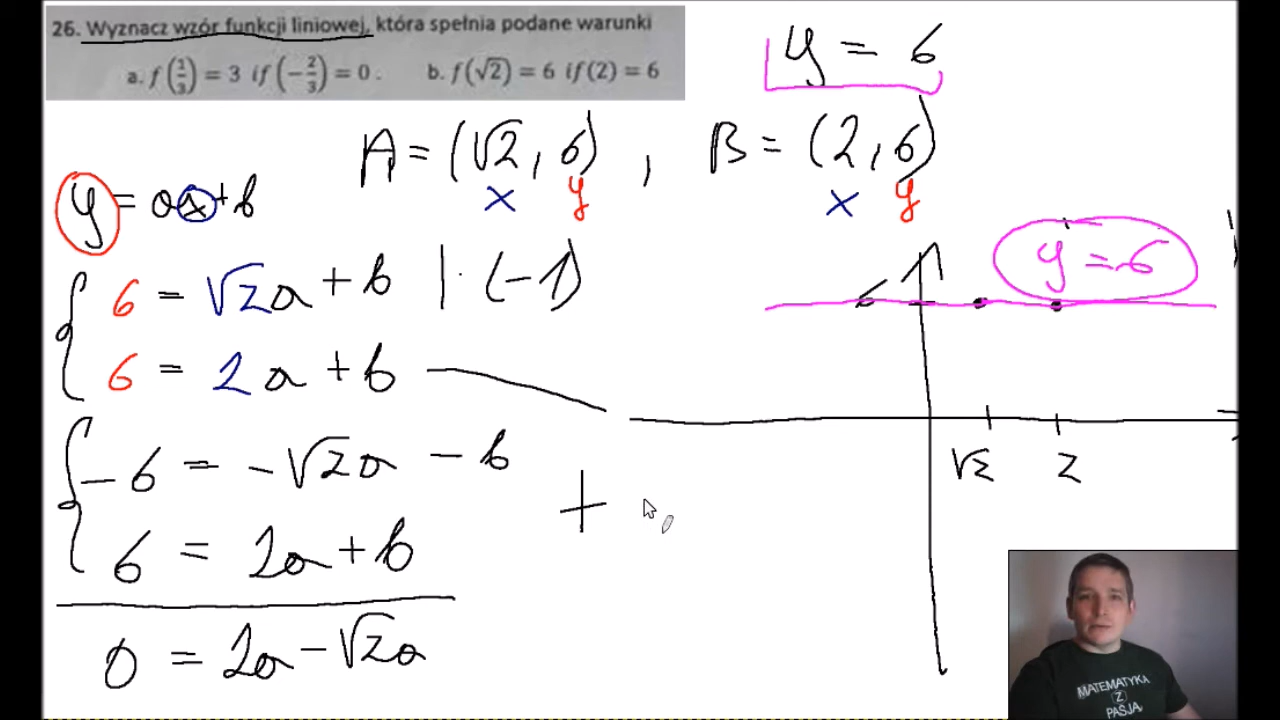 26. Wyznacz wzór funkcji liniowej, która spełnia podane warunki
a. f(1/3) = 3 i f(-2/3) = 0. b. f(√2) = 6 i f(2) = 6
y = 6
A = (√2, 6), B = (2, 6)
x y x y
y = ax + b
y = 6
6 = √2a + b |· (-1)
6
6 = 2a + b
-6 = -√2a - b
√2 2
+
6 = 2a + b
0 = 2a - √2a
MATEMATYKA
Z
PASJĄ